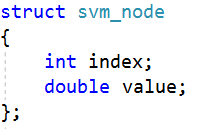 struct svm_node
{
    int index;
    double value;
};